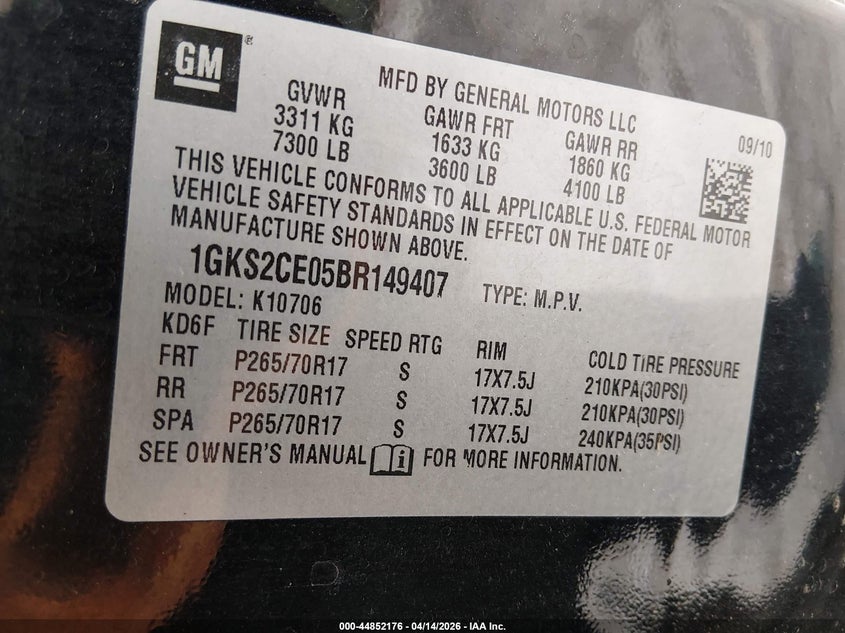 GM ®
MFD BY GENERAL MOTORS LLC
09/10
GVWR GAWR FRT GAWR RR
3311 KG 1633 KG 1860 KG
7300 LB 3600 LB 4100 LB
THIS VEHICLE CONFORMS TO ALL APPLICABLE U.S. FEDERAL MOTOR
VEHICLE SAFETY STANDARDS IN EFFECT ON THE DATE OF
MANUFACTURE SHOWN ABOVE.
1GKS2CE05BR149407 TYPE: M.P.V.
MODEL: K10706
KD6F TIRE SIZE SPEED RTG RIM COLD TIRE PRESSURE
FRT P265/70R17 S 17X7.5J 210KPA(30PSI)
RR P265/70R17 S 17X7.5J 210KPA(30PSI)
SPA P265/70R17 S 17X7.5J 240KPA(35PSI)
SEE OWNER'S MANUAL FOR MORE INFORMATION.
000-44852176 | 04/14/2026 - IAA Inc.